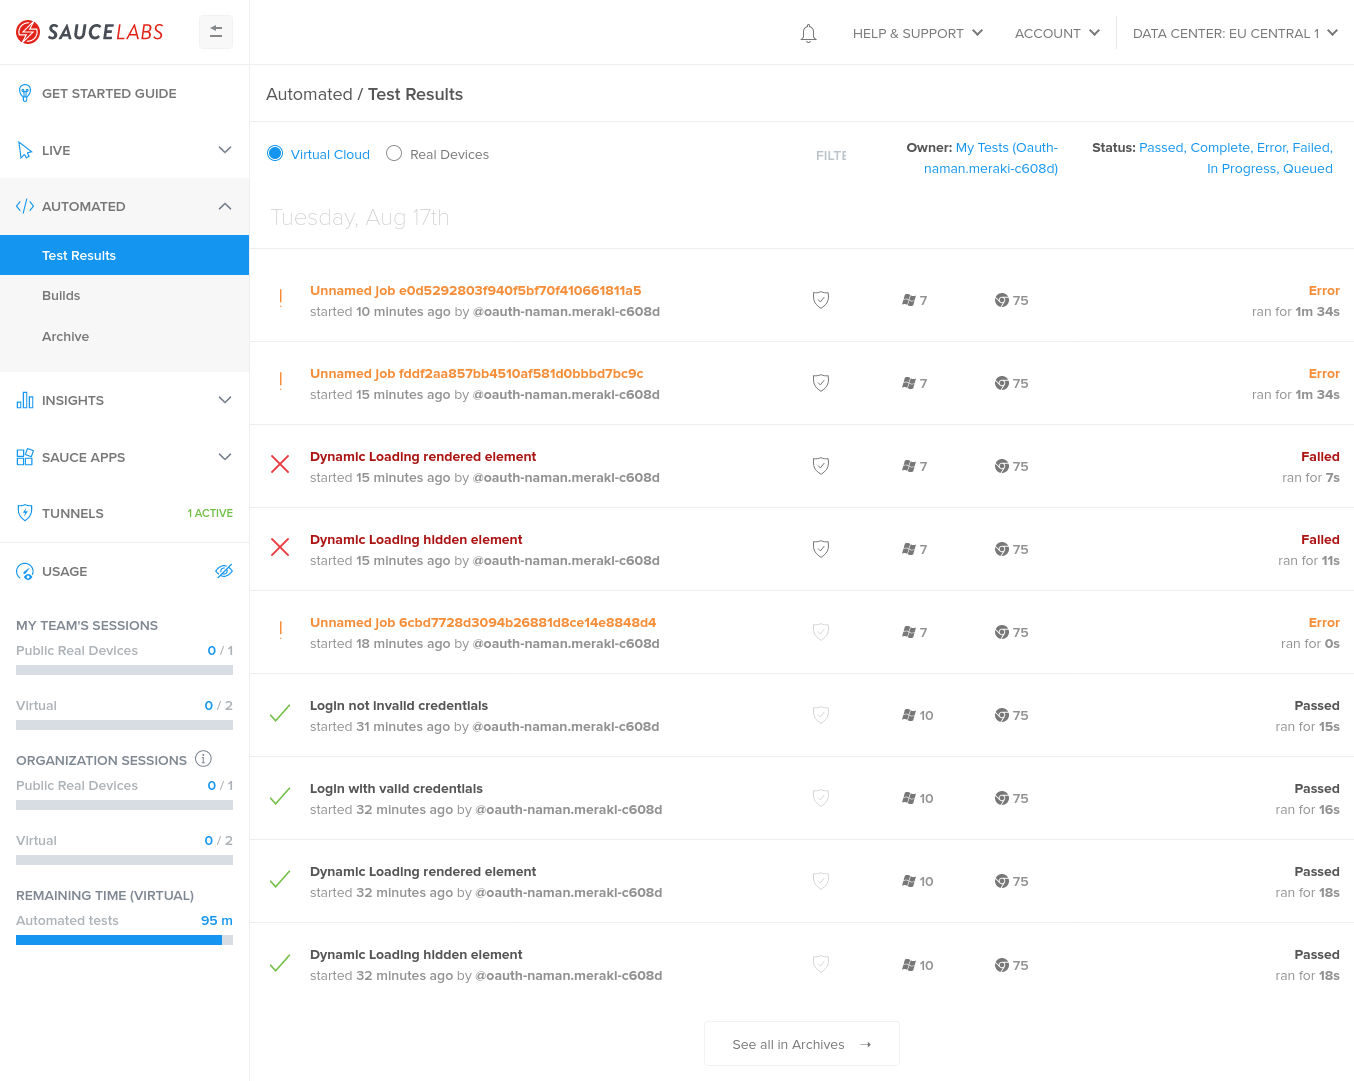 SAUCELABS
HELP & SUPPORT
ACCOUNT
DATA CENTER: EU CENTRAL 1
GET STARTED GUIDE
LIVE
AUTOMATED
Test Results
Builds
Archive
INSIGHTS
SAUCE APPS
TUNNELS 1 ACTIVE
USAGE
MY TEAM'S SESSIONS
Public Real Devices 0 / 1
Virtual 0 / 2
ORGANIZATION SESSIONS
Public Real Devices 0 / 1
Virtual 0 / 2
REMAINING TIME (VIRTUAL)
Automated tests 95 m
Automated / Test Results
Virtual Cloud Real Devices
FILTE
Owner: My Tests (Oauth-
naman.meraki-c608d)
Status: Passed, Complete, Error, Failed,
In Progress, Queued
Tuesday, Aug 17th
Unnamed job e0d5292803f940f5bf70f410661811a5
started 10 minutes ago by @oauth-naman.meraki-c608d
7
75
Error
ran for 1m 34s
Unnamed job fddf2aa857bb4510af581d0bbbd7bc9c
started 15 minutes ago by @oauth-naman.meraki-c608d
7
75
Error
ran for 1m 34s
Dynamic Loading rendered element
started 15 minutes ago by @oauth-naman.meraki-c608d
7
75
Failed
ran for 7s
Dynamic Loading hidden element
started 15 minutes ago by @oauth-naman.meraki-c608d
7
75
Failed
ran for 11s
Unnamed job 6cbd7728d3094b26881d8ce14e8848d4
started 18 minutes ago by @oauth-naman.meraki-c608d
7
75
Error
ran for 0s
Login not invalid credentials
started 31 minutes ago by @oauth-naman.meraki-c608d
10
75
Passed
ran for 15s
Login with valid credentials
started 32 minutes ago by @oauth-naman.meraki-c608d
10
75
Passed
ran for 16s
Dynamic Loading rendered element
started 32 minutes ago by @oauth-naman.meraki-c608d
10
75
Passed
ran for 18s
Dynamic Loading hidden element
started 32 minutes ago by @oauth-naman.meraki-c608d
10
75
Passed
ran for 18s
See all in Archives →